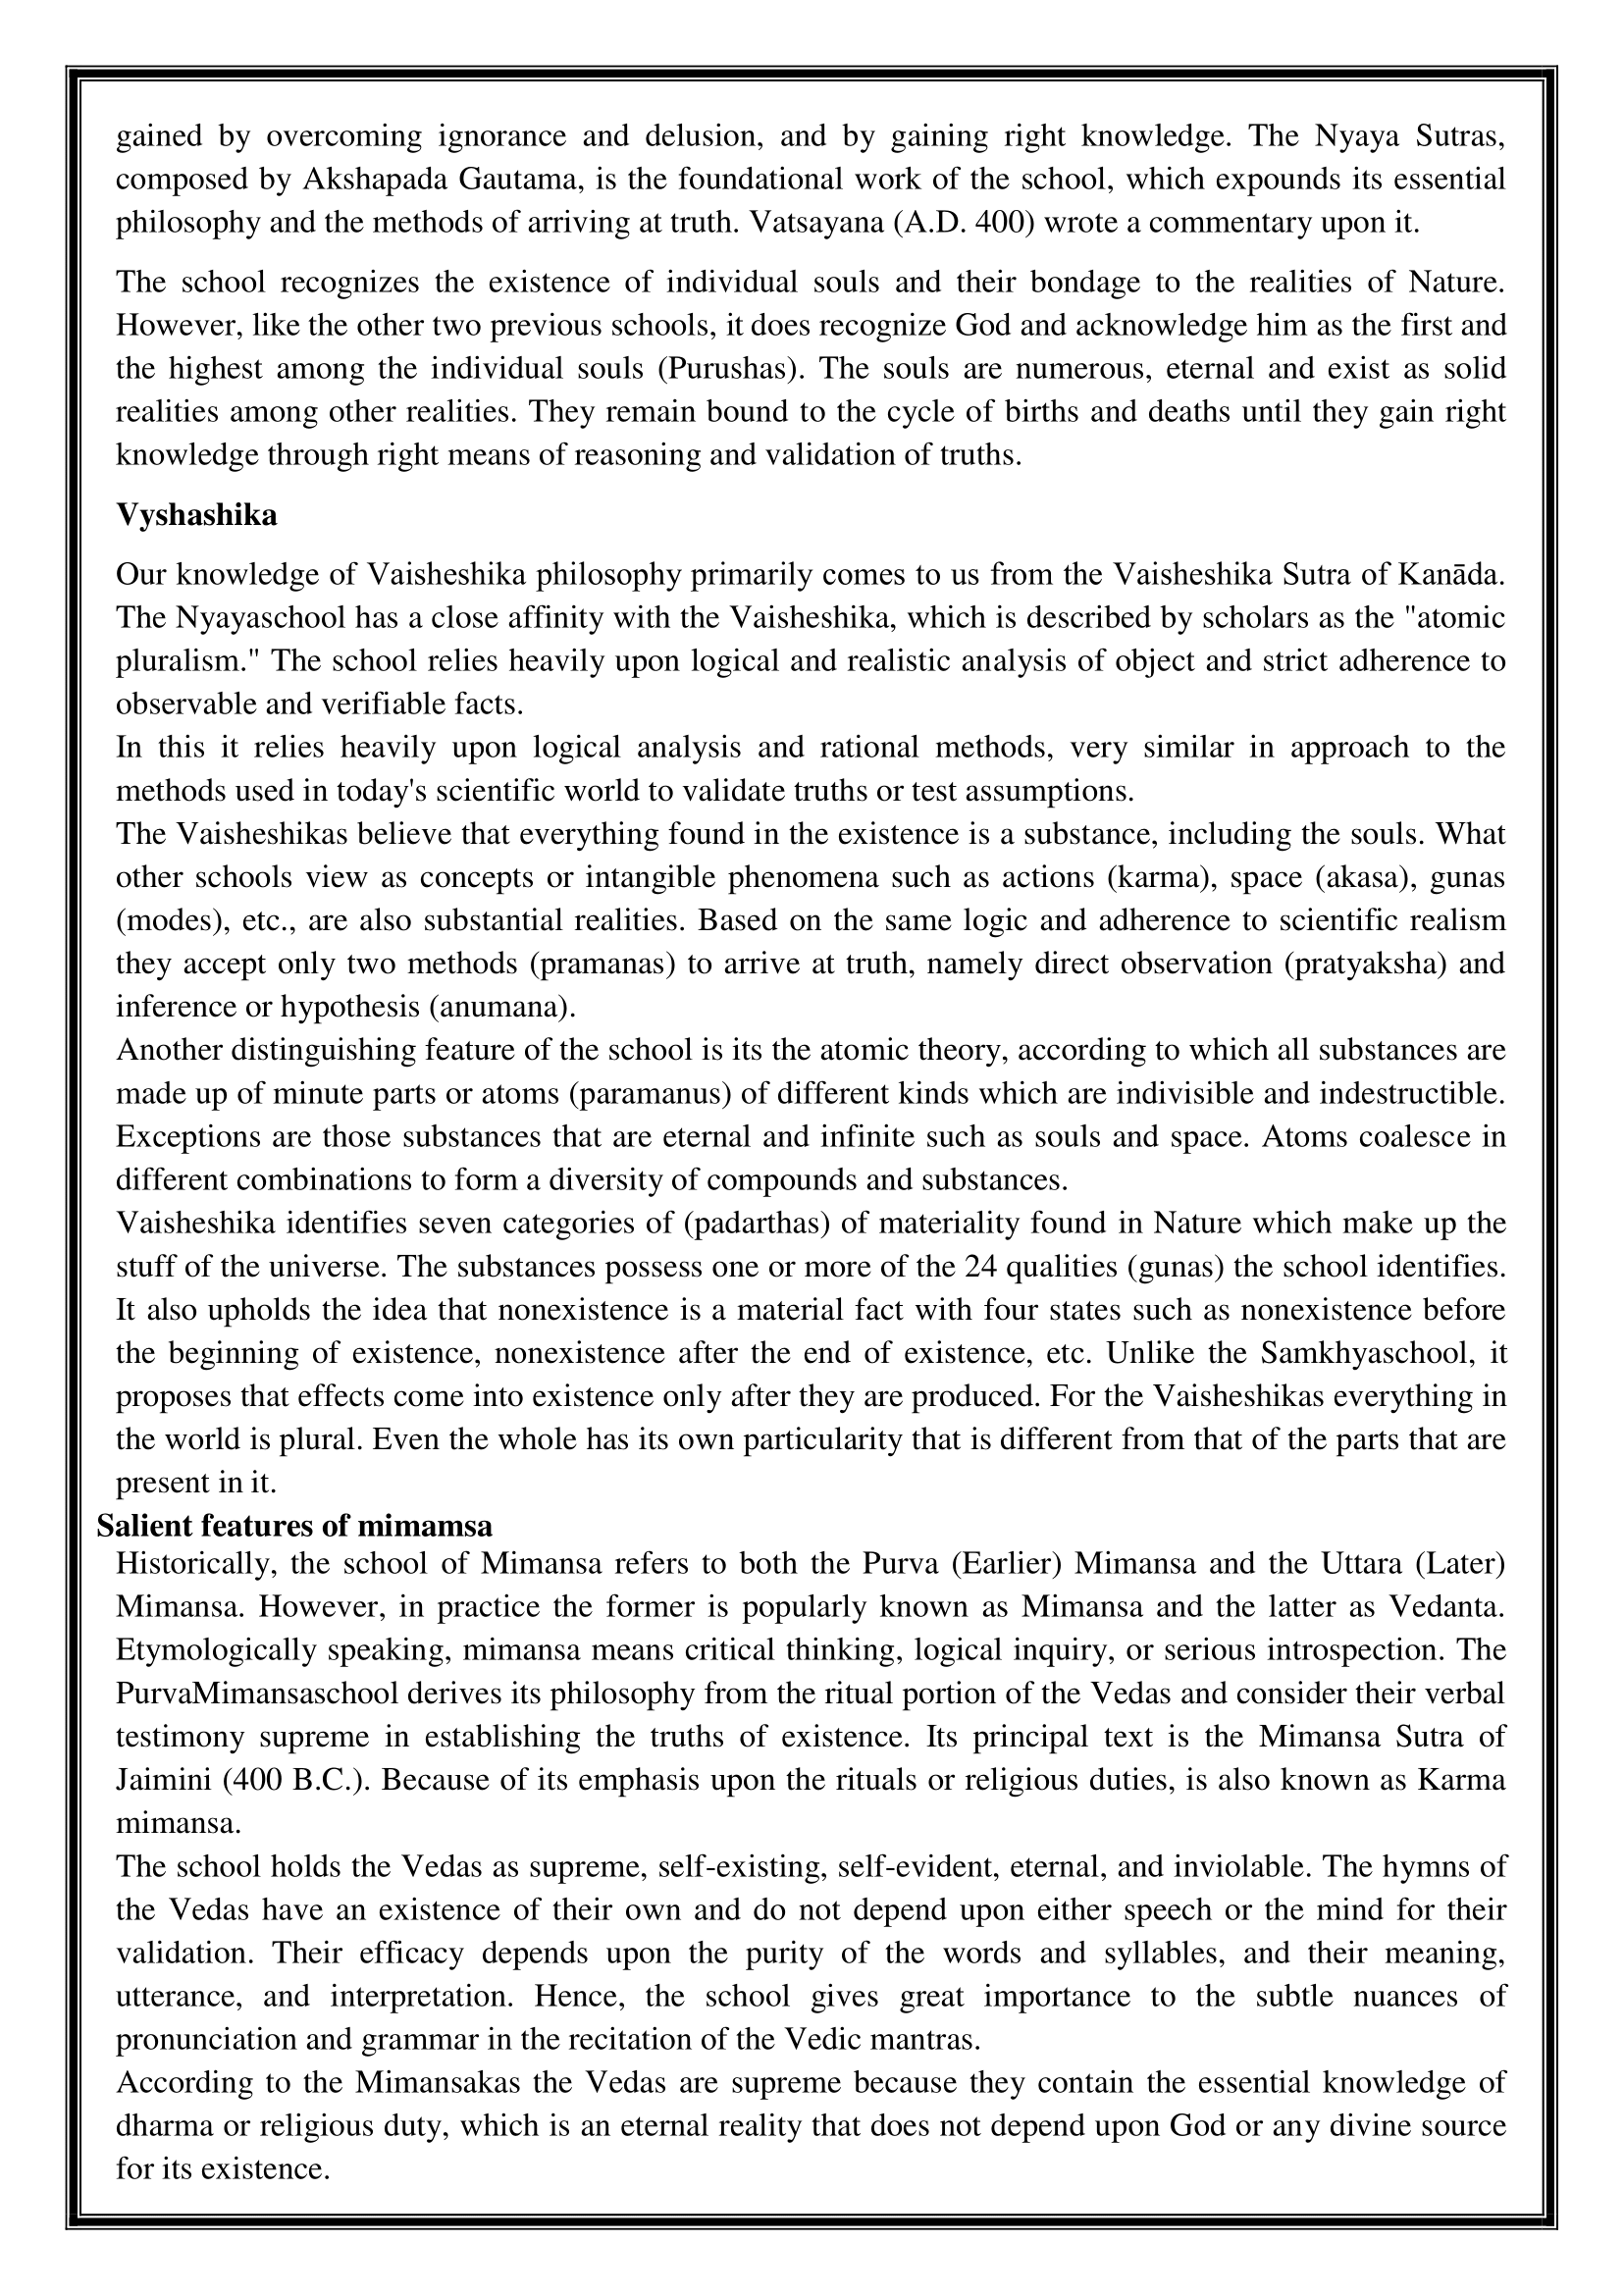 gained by overcoming ignorance and delusion, and by gaining right knowledge. The Nyaya Sutras,
composed by Akshapada Gautama, is the foundational work of the school, which expounds its essential
philosophy and the methods of arriving at truth. Vatsayana (A.D. 400) wrote a commentary upon it.
The school recognizes the existence of individual souls and their bondage to the realities of Nature.
However, like the other two previous schools, it does recognize God and acknowledge him as the first and
the highest among the individual souls (Purushas). The souls are numerous, eternal and exist as solid
realities among other realities. They remain bound to the cycle of births and deaths until they gain right
knowledge through right means of reasoning and validation of truths.
Vyshashika
Our knowledge of Vaisheshika philosophy primarily comes to us from the Vaisheshika Sutra of Kanāda.
The Nyayaschool has a close affinity with the Vaisheshika, which is described by scholars as the "atomic
pluralism." The school relies heavily upon logical and realistic analysis of object and strict adherence to
observable and verifiable facts.
In this it relies heavily upon logical analysis and rational methods, very similar in approach to the
methods used in today's scientific world to validate truths or test assumptions.
The Vaisheshikas believe that everything found in the existence is a substance, including the souls. What
other schools view as concepts or intangible phenomena such as actions (karma), space (akasa), gunas
(modes), etc., are also substantial realities. Based on the same logic and adherence to scientific realism
they accept only two methods (pramanas) to arrive at truth, namely direct observation (pratyaksha) and
inference or hypothesis (anumana).
Another distinguishing feature of the school is its the atomic theory, according to which all substances are
made up of minute parts or atoms (paramanus) of different kinds which are indivisible and indestructible.
Exceptions are those substances that are eternal and infinite such as souls and space. Atoms coalesce in
different combinations to form a diversity of compounds and substances.
Vaisheshika identifies seven categories of (padarthas) of materiality found in Nature which make up the
stuff of the universe. The substances possess one or more of the 24 qualities (gunas) the school identifies.
It also upholds the idea that nonexistence is a material fact with four states such as nonexistence before
the beginning of existence, nonexistence after the end of existence, etc. Unlike the Samkhyaschool, it
proposes that effects come into existence only after they are produced. For the Vaisheshikas everything in
the world is plural. Even the whole has its own particularity that is different from that of the parts that are
present in it.
Salient features of mimamsa
Historically, the school of Mimansa refers to both the Purva (Earlier) Mimansa and the Uttara (Later)
Mimansa. However, in practice the former is popularly known as Mimansa and the latter as Vedanta.
Etymologically speaking, mimansa means critical thinking, logical inquiry, or serious introspection. The
PurvaMimansaschool derives its philosophy from the ritual portion of the Vedas and consider their verbal
testimony supreme in establishing the truths of existence. Its principal text is the Mimansa Sutra of
Jaimini (400 B.C.). Because of its emphasis upon the rituals or religious duties, is also known as Karma
mimansa.
The school holds the Vedas as supreme, self-existing, self-evident, eternal, and inviolable. The hymns of
the Vedas have an existence of their own and do not depend upon either speech or the mind for their
validation. Their efficacy depends upon the purity of the words and syllables, and their meaning,
utterance, and interpretation. Hence, the school gives great importance to the subtle nuances of
pronunciation and grammar in the recitation of the Vedic mantras.
According to the Mimansakas the Vedas are supreme because they contain the essential knowledge of
dharma or religious duty, which is an eternal reality that does not depend upon God or any divine source
for its existence.